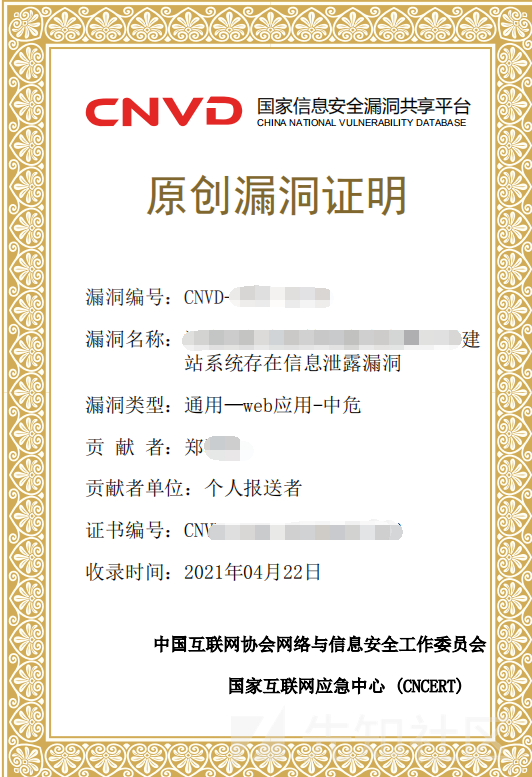 CNVD 国家信息安全漏洞共享平台
CHINA NATIONAL VULNERABILITY DATABASE
原创漏洞证明
漏洞编号：CNVD-
漏洞名称：建
站系统存在信息泄露漏洞
漏洞类型：通用—web应用-中危
贡 献 者：郑
贡献者单位：个人报送者
证书编号：CNV
收录时间：2021年04月22日
中国互联网协会网络与信息安全工作委员会
国家互联网应急中心 (CNCERT)